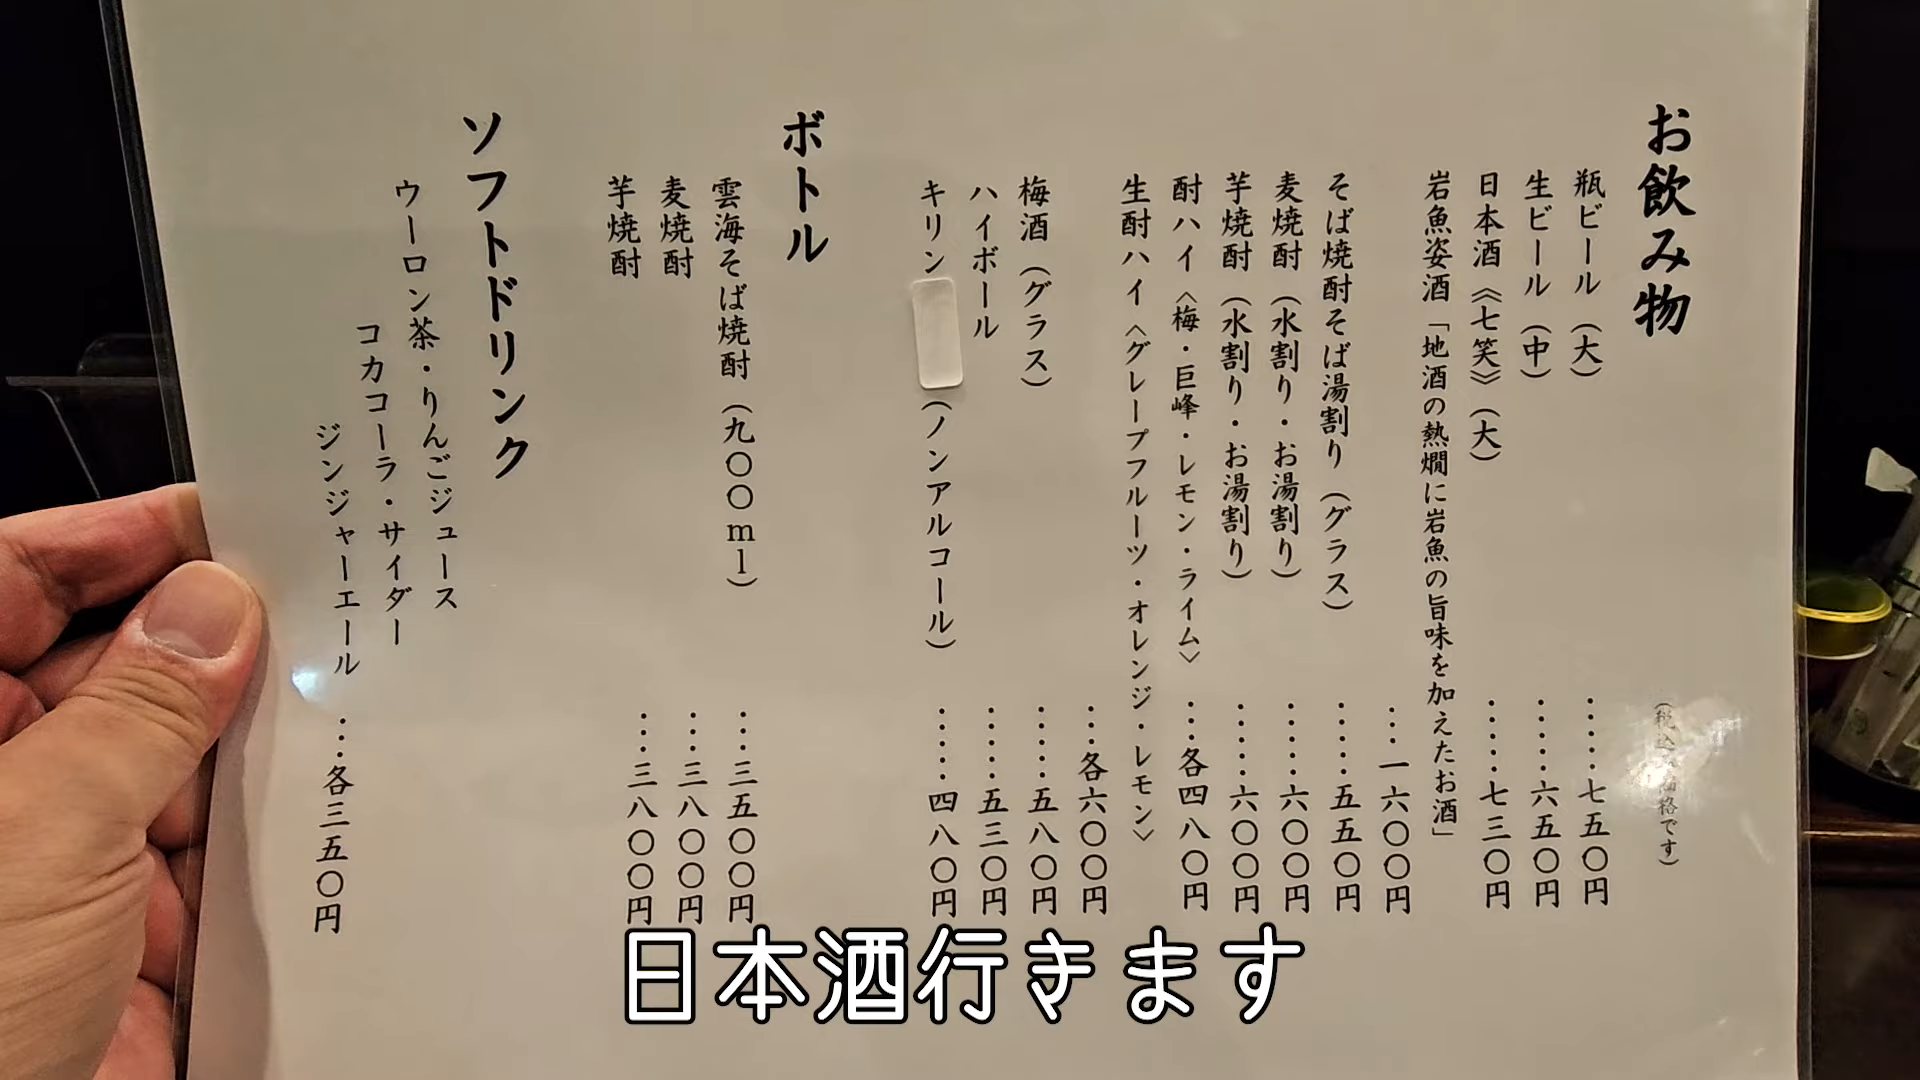 お飲み物
(税込価格です)
瓶ビール(大)‥‥‥七五〇円
生ビール(中)‥‥‥六五〇円
日本酒《七笑》(大)‥‥‥七三〇円
岩魚姿酒「地酒の熱燗に岩魚の旨味を加えたお酒」
‥‥一六〇〇円
そば焼酎そば湯割り(グラス)‥‥‥五五〇円
麦焼酎(水割り・お湯割り)‥‥‥六〇〇円
芋焼酎(水割り・お湯割り)‥‥‥六〇〇円
酎ハイ〈梅・巨峰・レモン・ライム〉‥‥各四八〇円
生酎ハイ〈グレープフルーツ・オレンジ・レモン〉
‥‥各六〇〇円
梅酒(グラス)‥‥‥五八〇円
ハイボール‥‥‥五三〇円
キリン(ノンアルコール)‥‥‥四八〇円
ボトル
雲海そば焼酎(九〇〇ml)‥‥三五〇〇円
麦焼酎‥‥三八〇〇円
芋焼酎‥‥三八〇〇円
ソフトドリンク
ウーロン茶・りんごジュース
コカコーラ・サイダー
ジンジャーエール‥‥各三五〇円
日本酒行きます